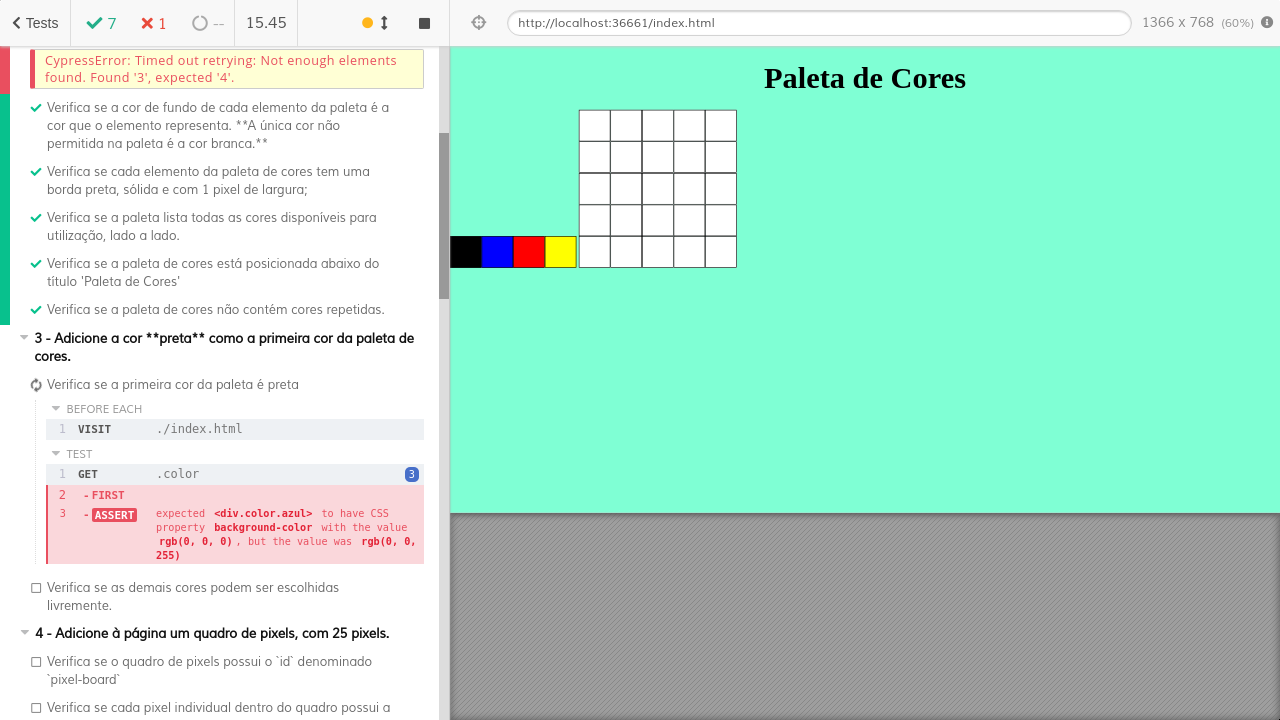 Tests
7
1
--
15.45
http://localhost:36661/index.html
1366 x 768 (60%)
CypressError: Timed out retrying: Not enough elements
found. Found '3', expected '4'.
Verifica se a cor de fundo de cada elemento da paleta é a
cor que o elemento representa. **A única cor não
permitida na paleta é a cor branca.**
Verifica se cada elemento da paleta de cores tem uma
borda preta, sólida e com 1 pixel de largura;
Verifica se a paleta lista todas as cores disponíveis para
utilização, lado a lado.
Verifica se a paleta de cores está posicionada abaixo do
título 'Paleta de Cores'
Verifica se a paleta de cores não contém cores repetidas.
3 - Adicione a cor **preta** como a primeira cor da paleta de
cores.
Verifica se a primeira cor da paleta é preta
BEFORE EACH
1 VISIT ./index.html
TEST
1 GET .color 3
2 - FIRST
3 - ASSERT expected <div.color.azul> to have CSS
property background-color with the value
rgb(0, 0, 0), but the value was rgb(0, 0,
255)
Verifica se as demais cores podem ser escolhidas
livremente.
4 - Adicione à página um quadro de pixels, com 25 pixels.
Verifica se o quadro de pixels possui o `id` denominado
`pixel-board`
Verifica se cada pixel individual dentro do quadro possui a
Paleta de Cores